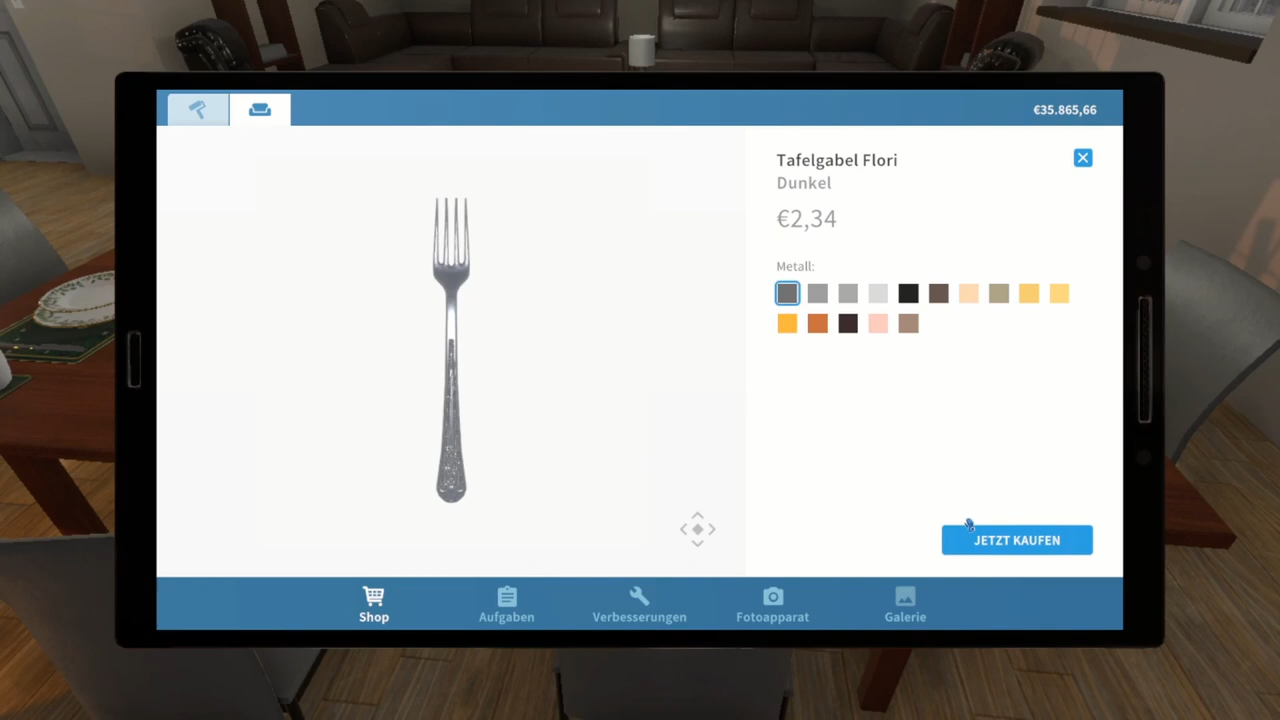 €35.865,66
Tafelgabel Flori
Dunkel
€2,34
Metall:
JETZT KAUFEN
Shop
Aufgaben
Verbesserungen
Fotoapparat
Galerie